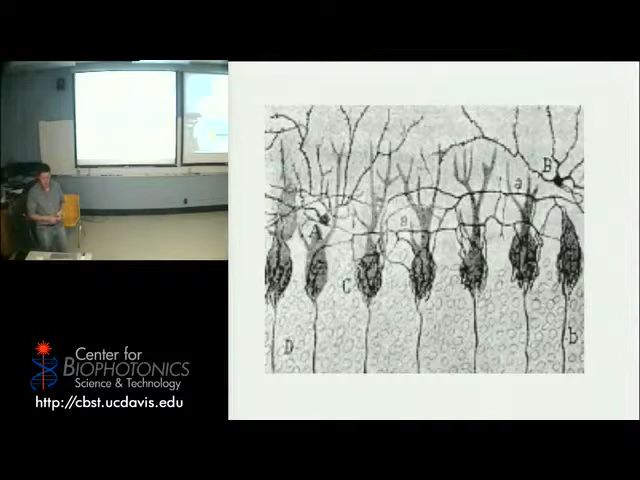 B
a
A
a
C
D
b
Center for
BIOPHOTONICS
Science & Technology
http://cbst.ucdavis.edu